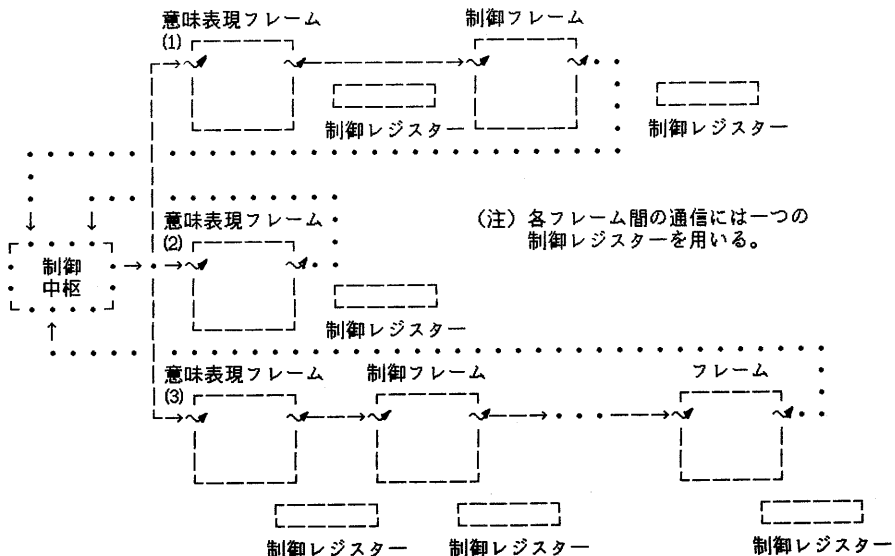 意味表現フレーム
制御フレーム
(1)
制御レジスター
制御レジスター
意味表現フレーム
(2)
(注) 各フレーム間の通信には一つの
制御レジスターを用いる。
制御
中枢
制御レジスター
意味表現フレーム
制御フレーム
フレーム
(3)
制御レジスター
制御レジスター
制御レジスター